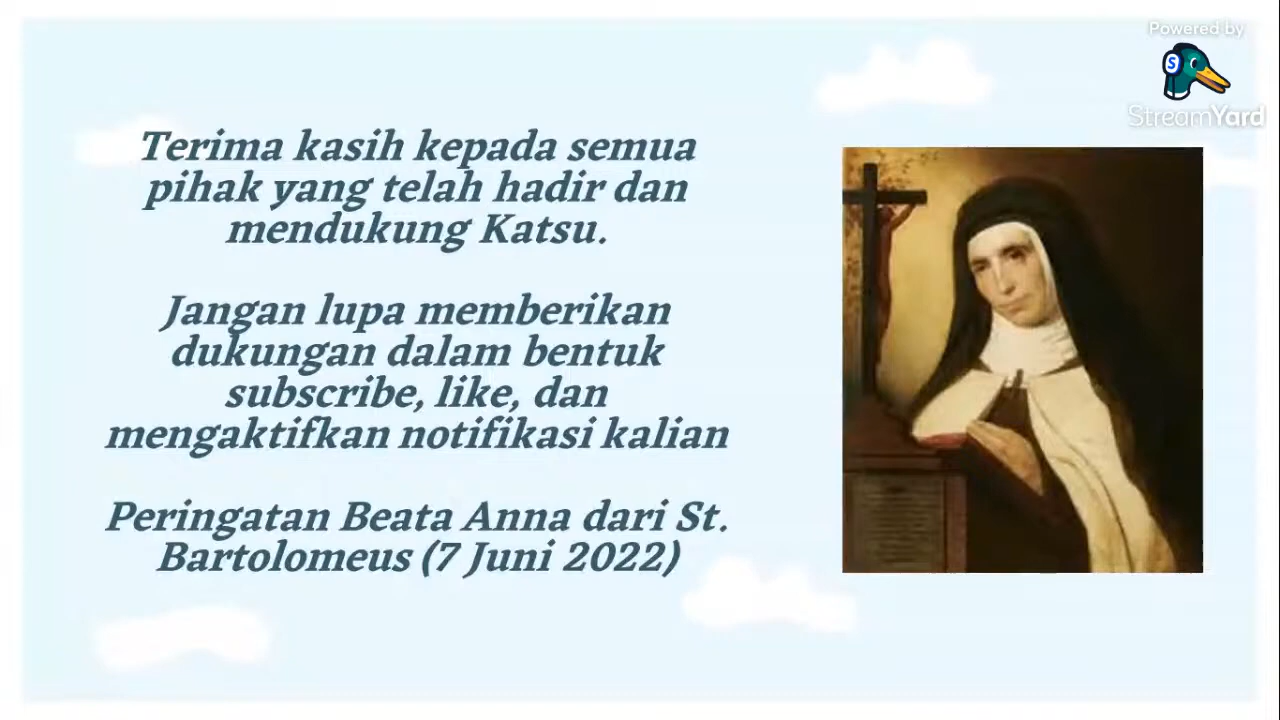 Powered by
StreamYard
Terima kasih kepada semua
pihak yang telah hadir dan
mendukung Katsu.
Jangan lupa memberikan
dukungan dalam bentuk
subscribe, like, dan
mengaktifkan notifikasi kalian
Peringatan Beata Anna dari St.
Bartolomeus (7 Juni 2022)